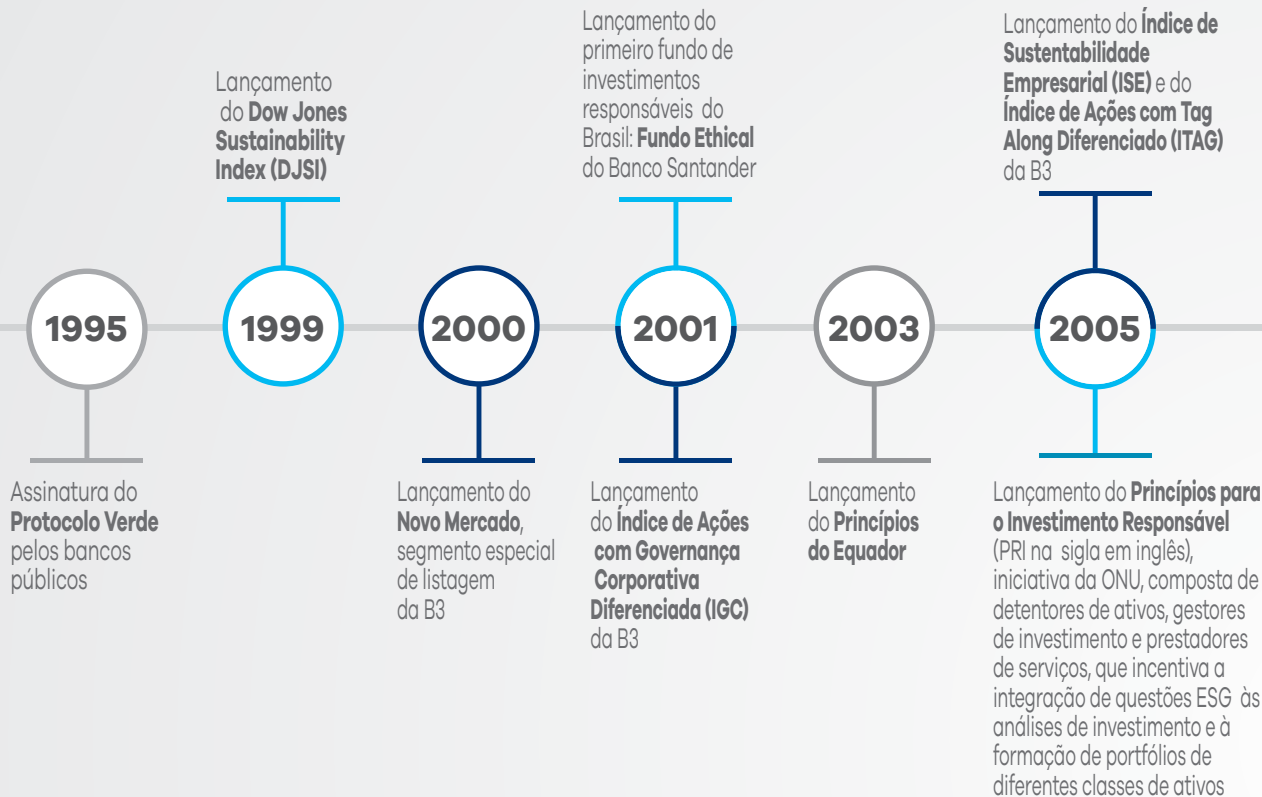 1995
Assinatura do
Protocolo Verde
pelos bancos
públicos
Lançamento
do Dow Jones
Sustainability
Index (DJSI)
1999
2000
Lançamento do
Novo Mercado,
segmento especial
de listagem
da B3
Lançamento do
primeiro fundo de
investimentos
responsáveis do
Brasil: Fundo Ethical
do Banco Santander
2001
Lançamento
do Índice de Ações
com Governança
Corporativa
Diferenciada (IGC)
da B3
2003
Lançamento
do Princípios
do Equador
Lançamento do Índice de
Sustentabilidade
Empresarial (ISE) e do
Índice de Ações com Tag
Along Diferenciado (ITAG)
da B3
2005
Lançamento do Princípios para
o Investimento Responsável
(PRI na sigla em inglês),
iniciativa da ONU, composta de
detentores de ativos, gestores
de investimento e prestadores
de serviços, que incentiva a
integração de questões ESG às
análises de investimento e à
formação de portfólios de
diferentes classes de ativos